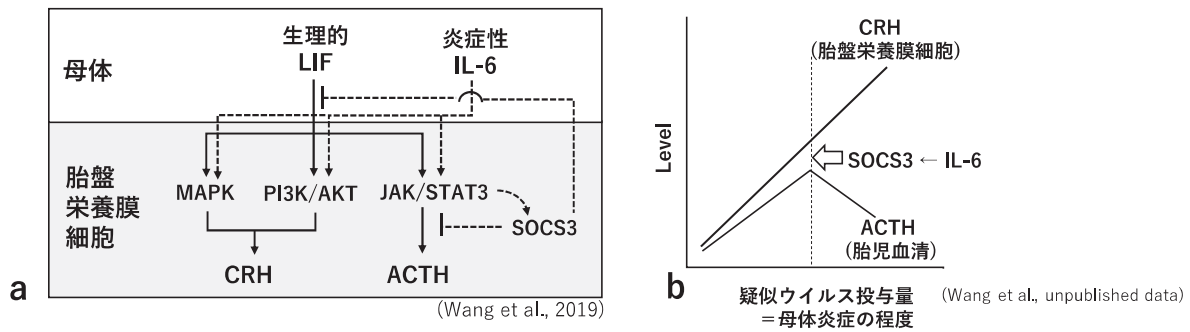 母体
生理的
LIF
炎症性
IL-6
胎盤
栄養膜
細胞
MAPK
PI3K/AKT
JAK/STAT3
SOCS3
CRH
ACTH
a
(Wang et al., 2019)
Level
CRH
(胎盤栄養膜細胞)
SOCS3 ← IL-6
ACTH
(胎児血清)
b
疑似ウイルス投与量
＝母体炎症の程度
(Wang et al., unpublished data)